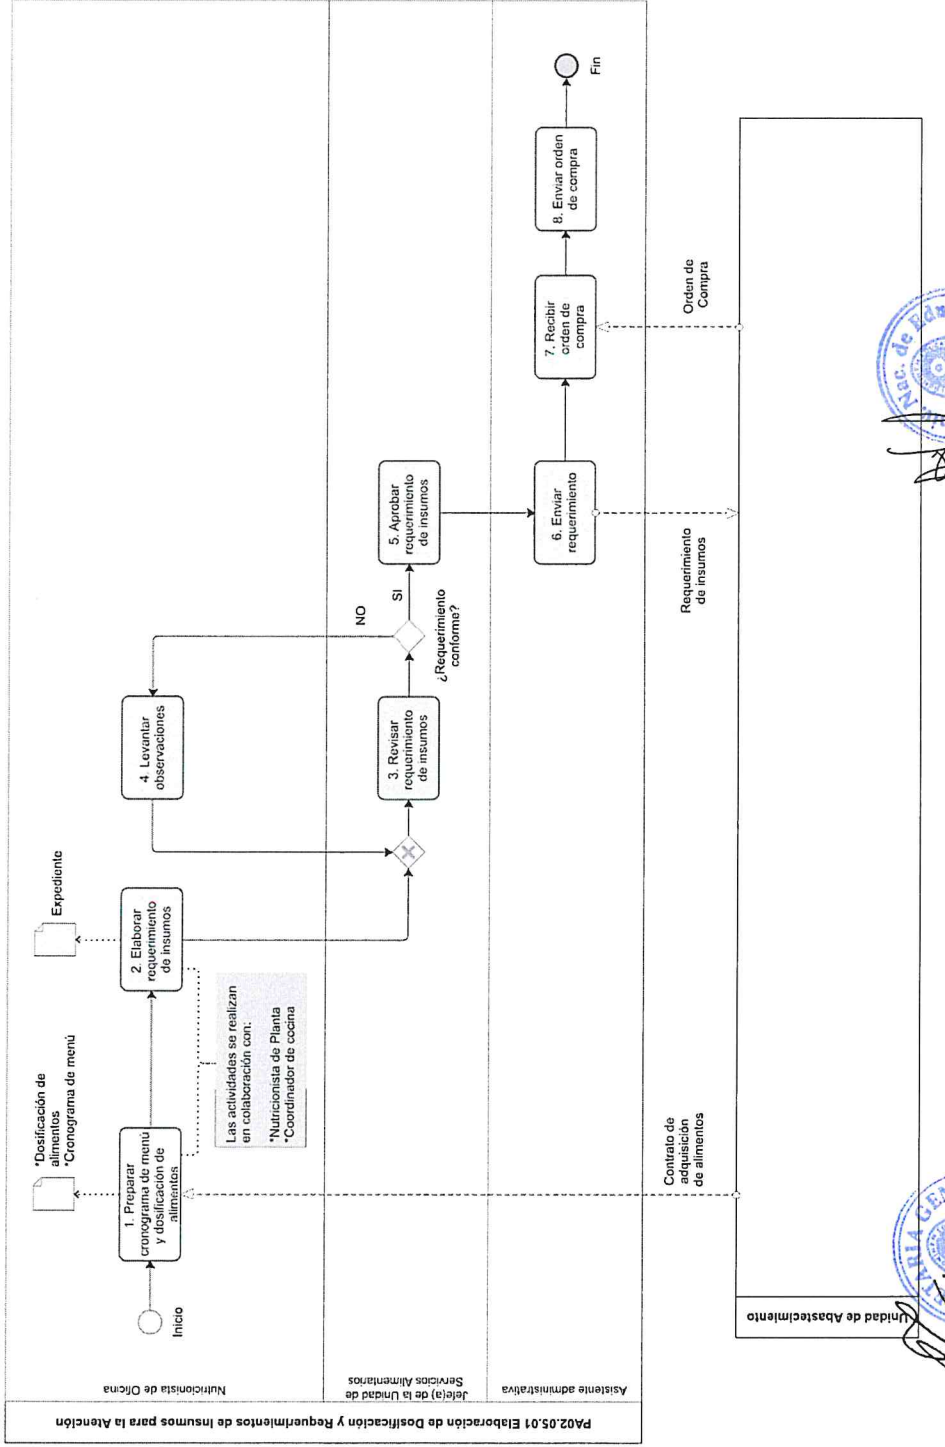 PA02.05.01 Elaboración de Dosificación y Requerimientos de Insumos para la Atención
Nutricionista de Oficina
Inicio
1. Preparar
cronograma de menú
y dosificación de
alimentos
*Dosificación de
alimentos
*Cronograma de menú
2. Elaborar
requerimiento
de insumos
Expediente
Las actividades se realizan
en colaboración con:
*Nutricionista de Planta
*Coordinador de cocina
4. Levantar
observaciones
Jefe(a) de la Unidad de
Servicios Alimentarios
3. Revisar
requerimiento
de insumos
¿Requerimiento
conforme?
NO
SI
5. Aprobar
requerimiento
de insumos
Asistente administrativa
6. Enviar
requerimiento
7. Recibir
orden de
compra
8. Enviar orden
de compra
Fin
Contrato de
adquisición
de alimentos
Requerimiento
de insumos
Orden de
Compra
Unidad de Abastecimiento
Nac. de